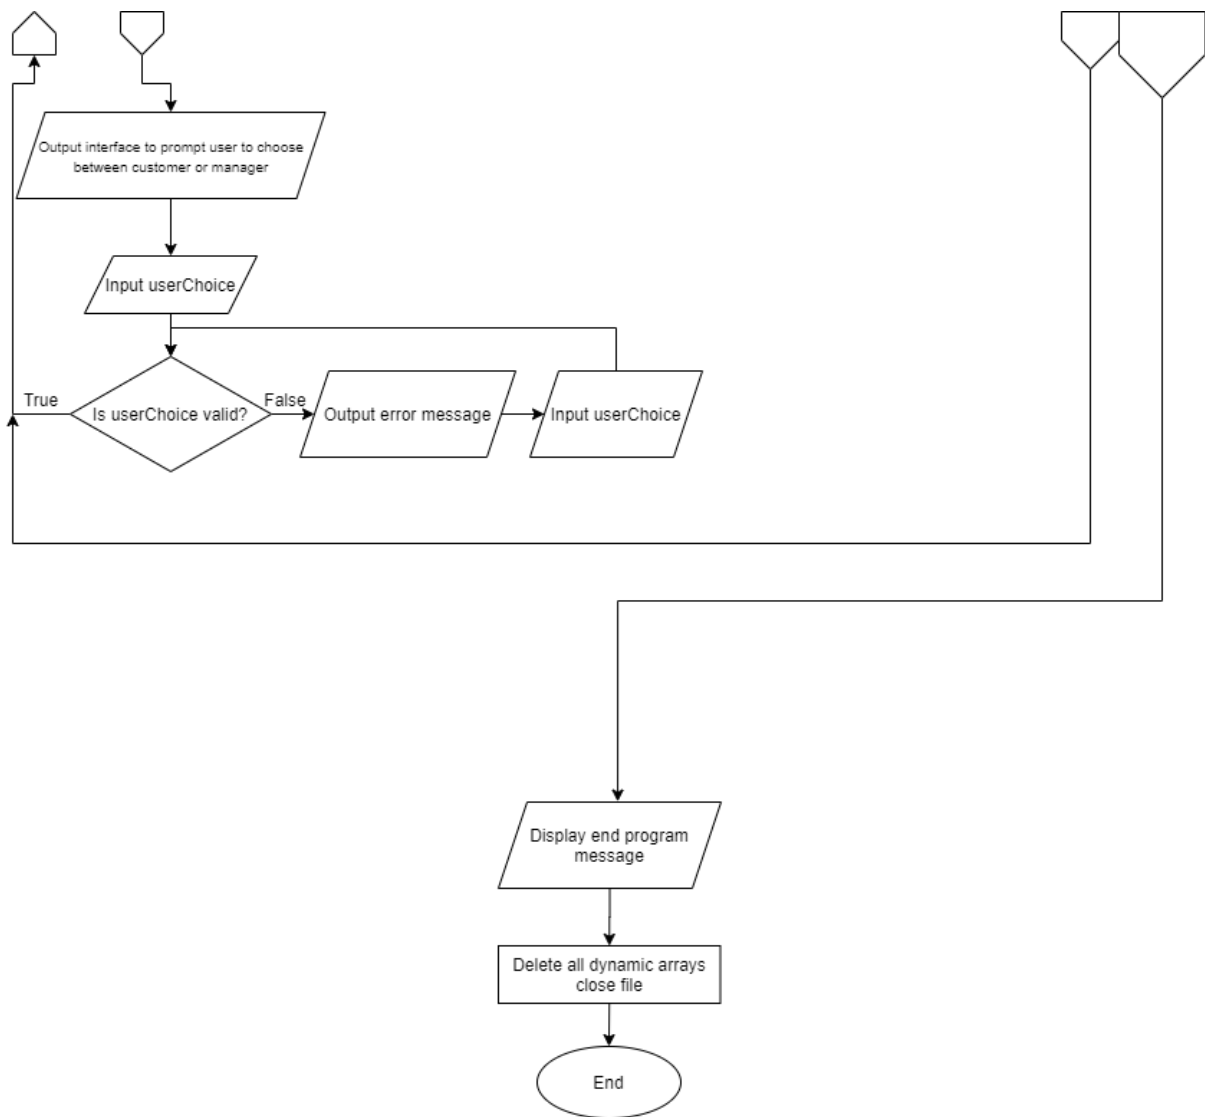 Output interface to prompt user to choose
between customer or manager
Input userChoice
True
Is userChoice valid?
False
Output error message
Input userChoice
Display end program
message
Delete all dynamic arrays
close file
End